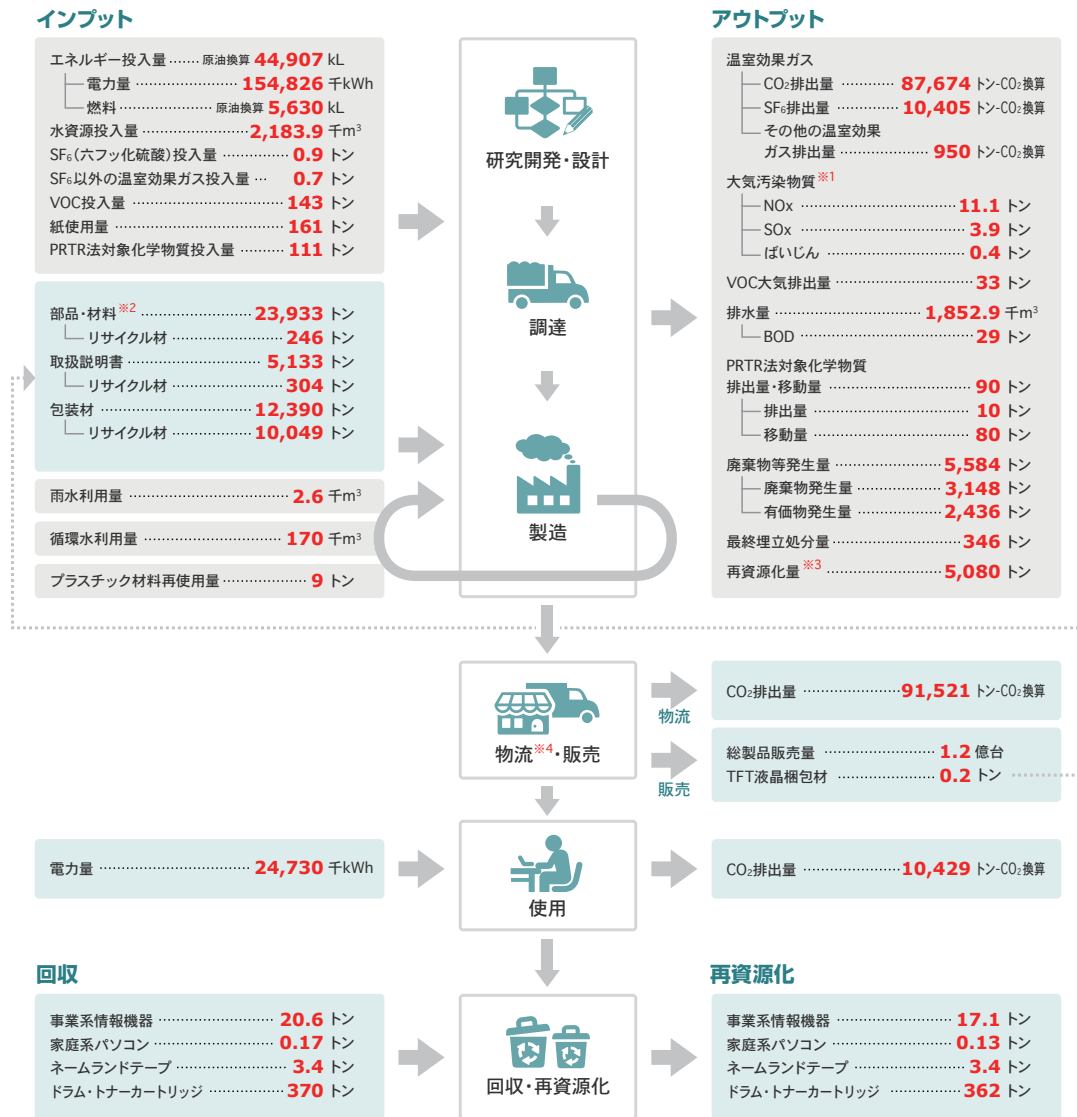 インプット
エネルギー投入量 …… 原油換算 44,907 kL
電力量 …… 154,826 千kWh
燃料 …… 原油換算 5,630 kL
水資源投入量 …… 2,183.9 千m³
SF₆(六フッ化硫酸)投入量 …… 0.9 トン
SF₆以外の温室効果ガス投入量 … 0.7 トン
VOC投入量 …… 143 トン
紙使用量 …… 161 トン
PRTR法対象化学物質投入量 …… 111 トン
部品・材料※2 …… 23,933 トン
リサイクル材 …… 246 トン
取扱説明書 …… 5,133 トン
リサイクル材 …… 304 トン
包装材 …… 12,390 トン
リサイクル材 …… 10,049 トン
雨水利用量 …… 2.6 千m³
循環水利用量 …… 170 千m³
プラスチック材料再使用量 …… 9 トン
研究開発・設計
調達
製造
アウトプット
温室効果ガス
CO₂排出量 …… 87,674 トン-CO₂換算
SF₆排出量 …… 10,405 トン-CO₂換算
その他の温室効果
ガス排出量 …… 950 トン-CO₂換算
大気汚染物質※1
NOx …… 11.1 トン
SOx …… 3.9 トン
ばいじん …… 0.4 トン
VOC大気排出量 …… 33 トン
排水量 …… 1,852.9 千m³
BOD …… 29 トン
PRTR法対象化学物質
排出量・移動量 …… 90 トン
排出量 …… 10 トン
移動量 …… 80 トン
廃棄物等発生量 …… 5,584 トン
廃棄物発生量 …… 3,148 トン
有価物発生量 …… 2,436 トン
最終埋立処分量 …… 346 トン
再資源化量※3 …… 5,080 トン
物流※4・販売
物流
CO₂排出量 …… 91,521 トン-CO₂換算
販売
総製品販売量 …… 1.2 億台
TFT液晶梱包材 …… 0.2 トン
電力量 …… 24,730 千kWh
使用
CO₂排出量 …… 10,429 トン-CO₂換算
回収
事業系情報機器 …… 20.6 トン
家庭系パソコン …… 0.17 トン
ネームランドテープ …… 3.4 トン
ドラム・トナーカートリッジ …… 370 トン
回収・再資源化
再資源化
事業系情報機器 …… 17.1 トン
家庭系パソコン …… 0.13 トン
ネームランドテープ …… 3.4 トン
ドラム・トナーカートリッジ …… 362 トン